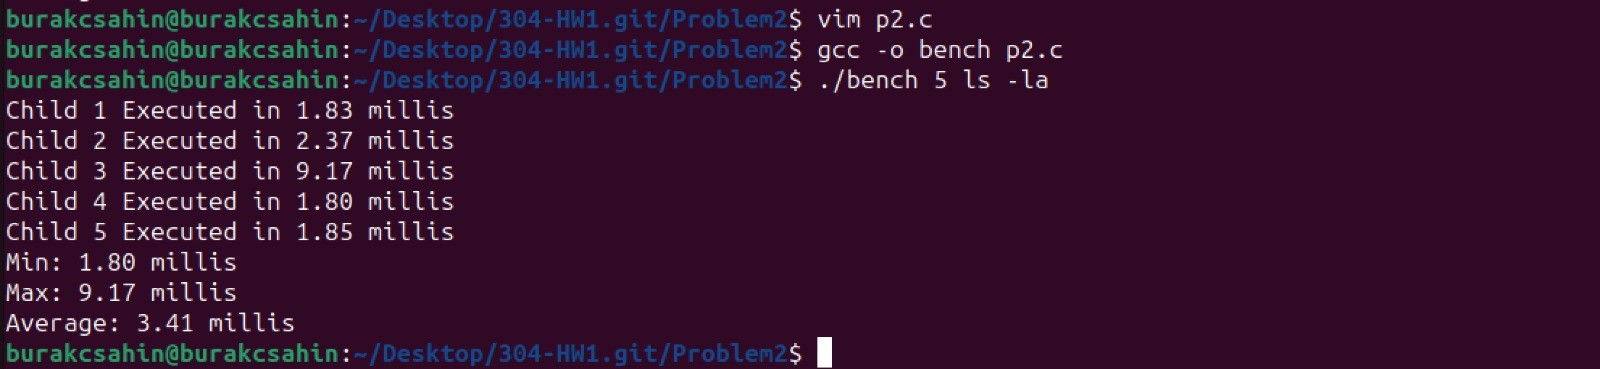 burakcsahin@burakcsahin:~/Desktop/304-HW1.git/Problem2$ vim p2.c
burakcsahin@burakcsahin:~/Desktop/304-HW1.git/Problem2$ gcc -o bench p2.c
burakcsahin@burakcsahin:~/Desktop/304-HW1.git/Problem2$ ./bench 5 ls -la
Child 1 Executed in 1.83 millis
Child 2 Executed in 2.37 millis
Child 3 Executed in 9.17 millis
Child 4 Executed in 1.80 millis
Child 5 Executed in 1.85 millis
Min: 1.80 millis
Max: 9.17 millis
Average: 3.41 millis
burakcsahin@burakcsahin:~/Desktop/304-HW1.git/Problem2$